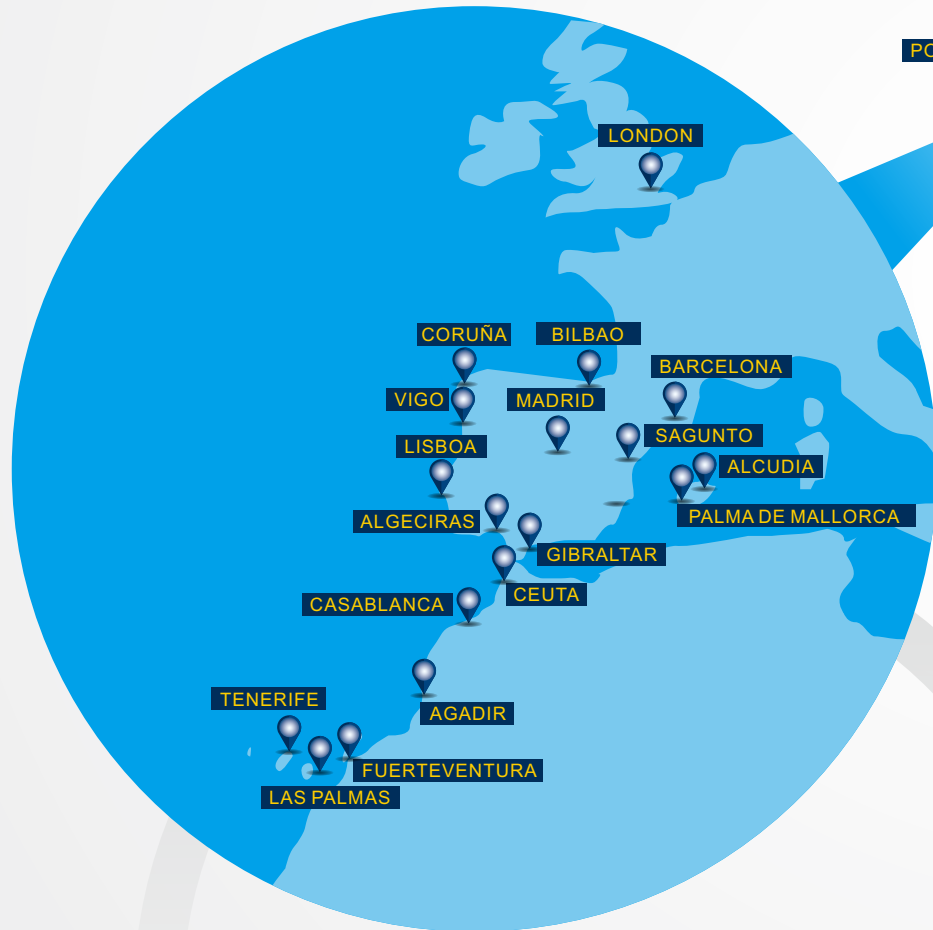 PO
LONDON
CORUÑA
BILBAO
BARCELONA
VIGO
MADRID
SAGUNTO
LISBOA
ALCUDIA
PALMA DE MALLORCA
ALGECIRAS
GIBRALTAR
CEUTA
CASABLANCA
TENERIFE
AGADIR
FUERTEVENTURA
LAS PALMAS